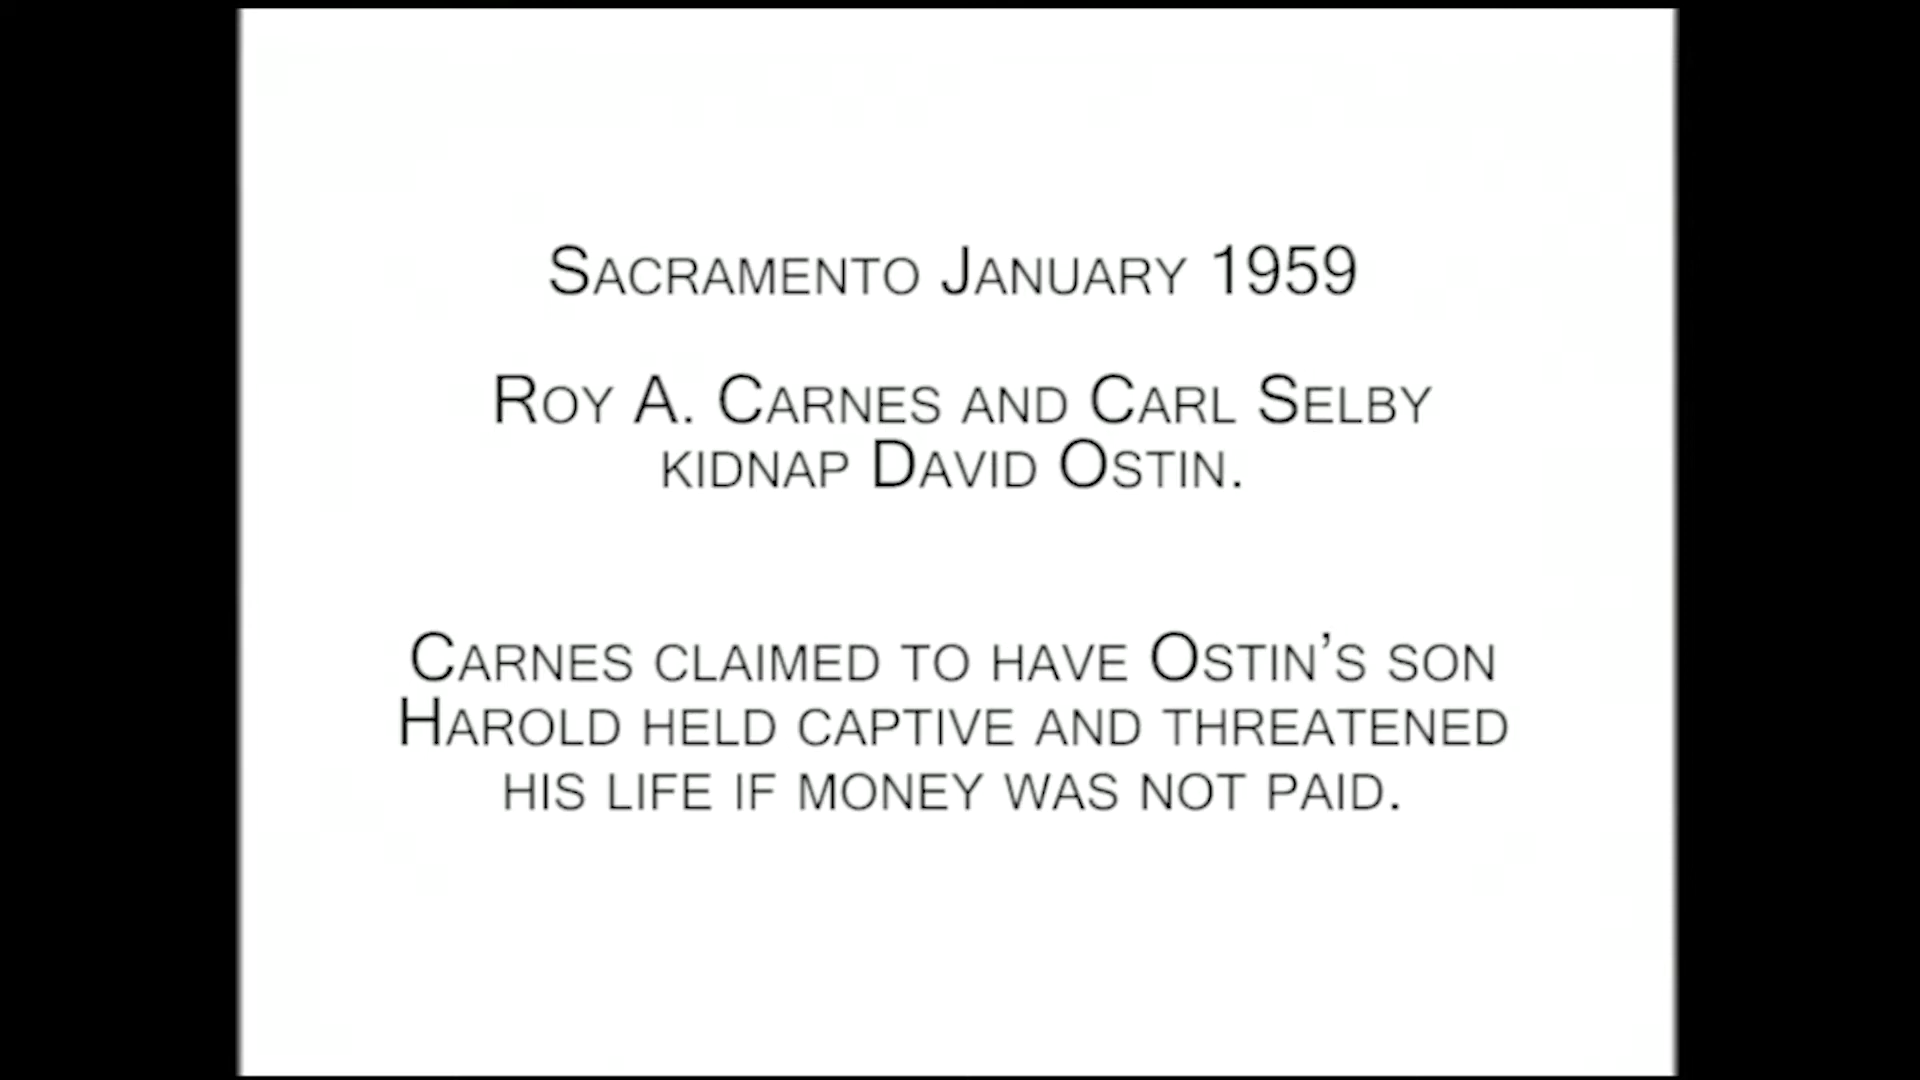 Sacramento January 1959
Roy A. Carnes and Carl Selby
kidnap David Ostin.
Carnes claimed to have Ostin's son
Harold held captive and threatened
his life if money was not paid.